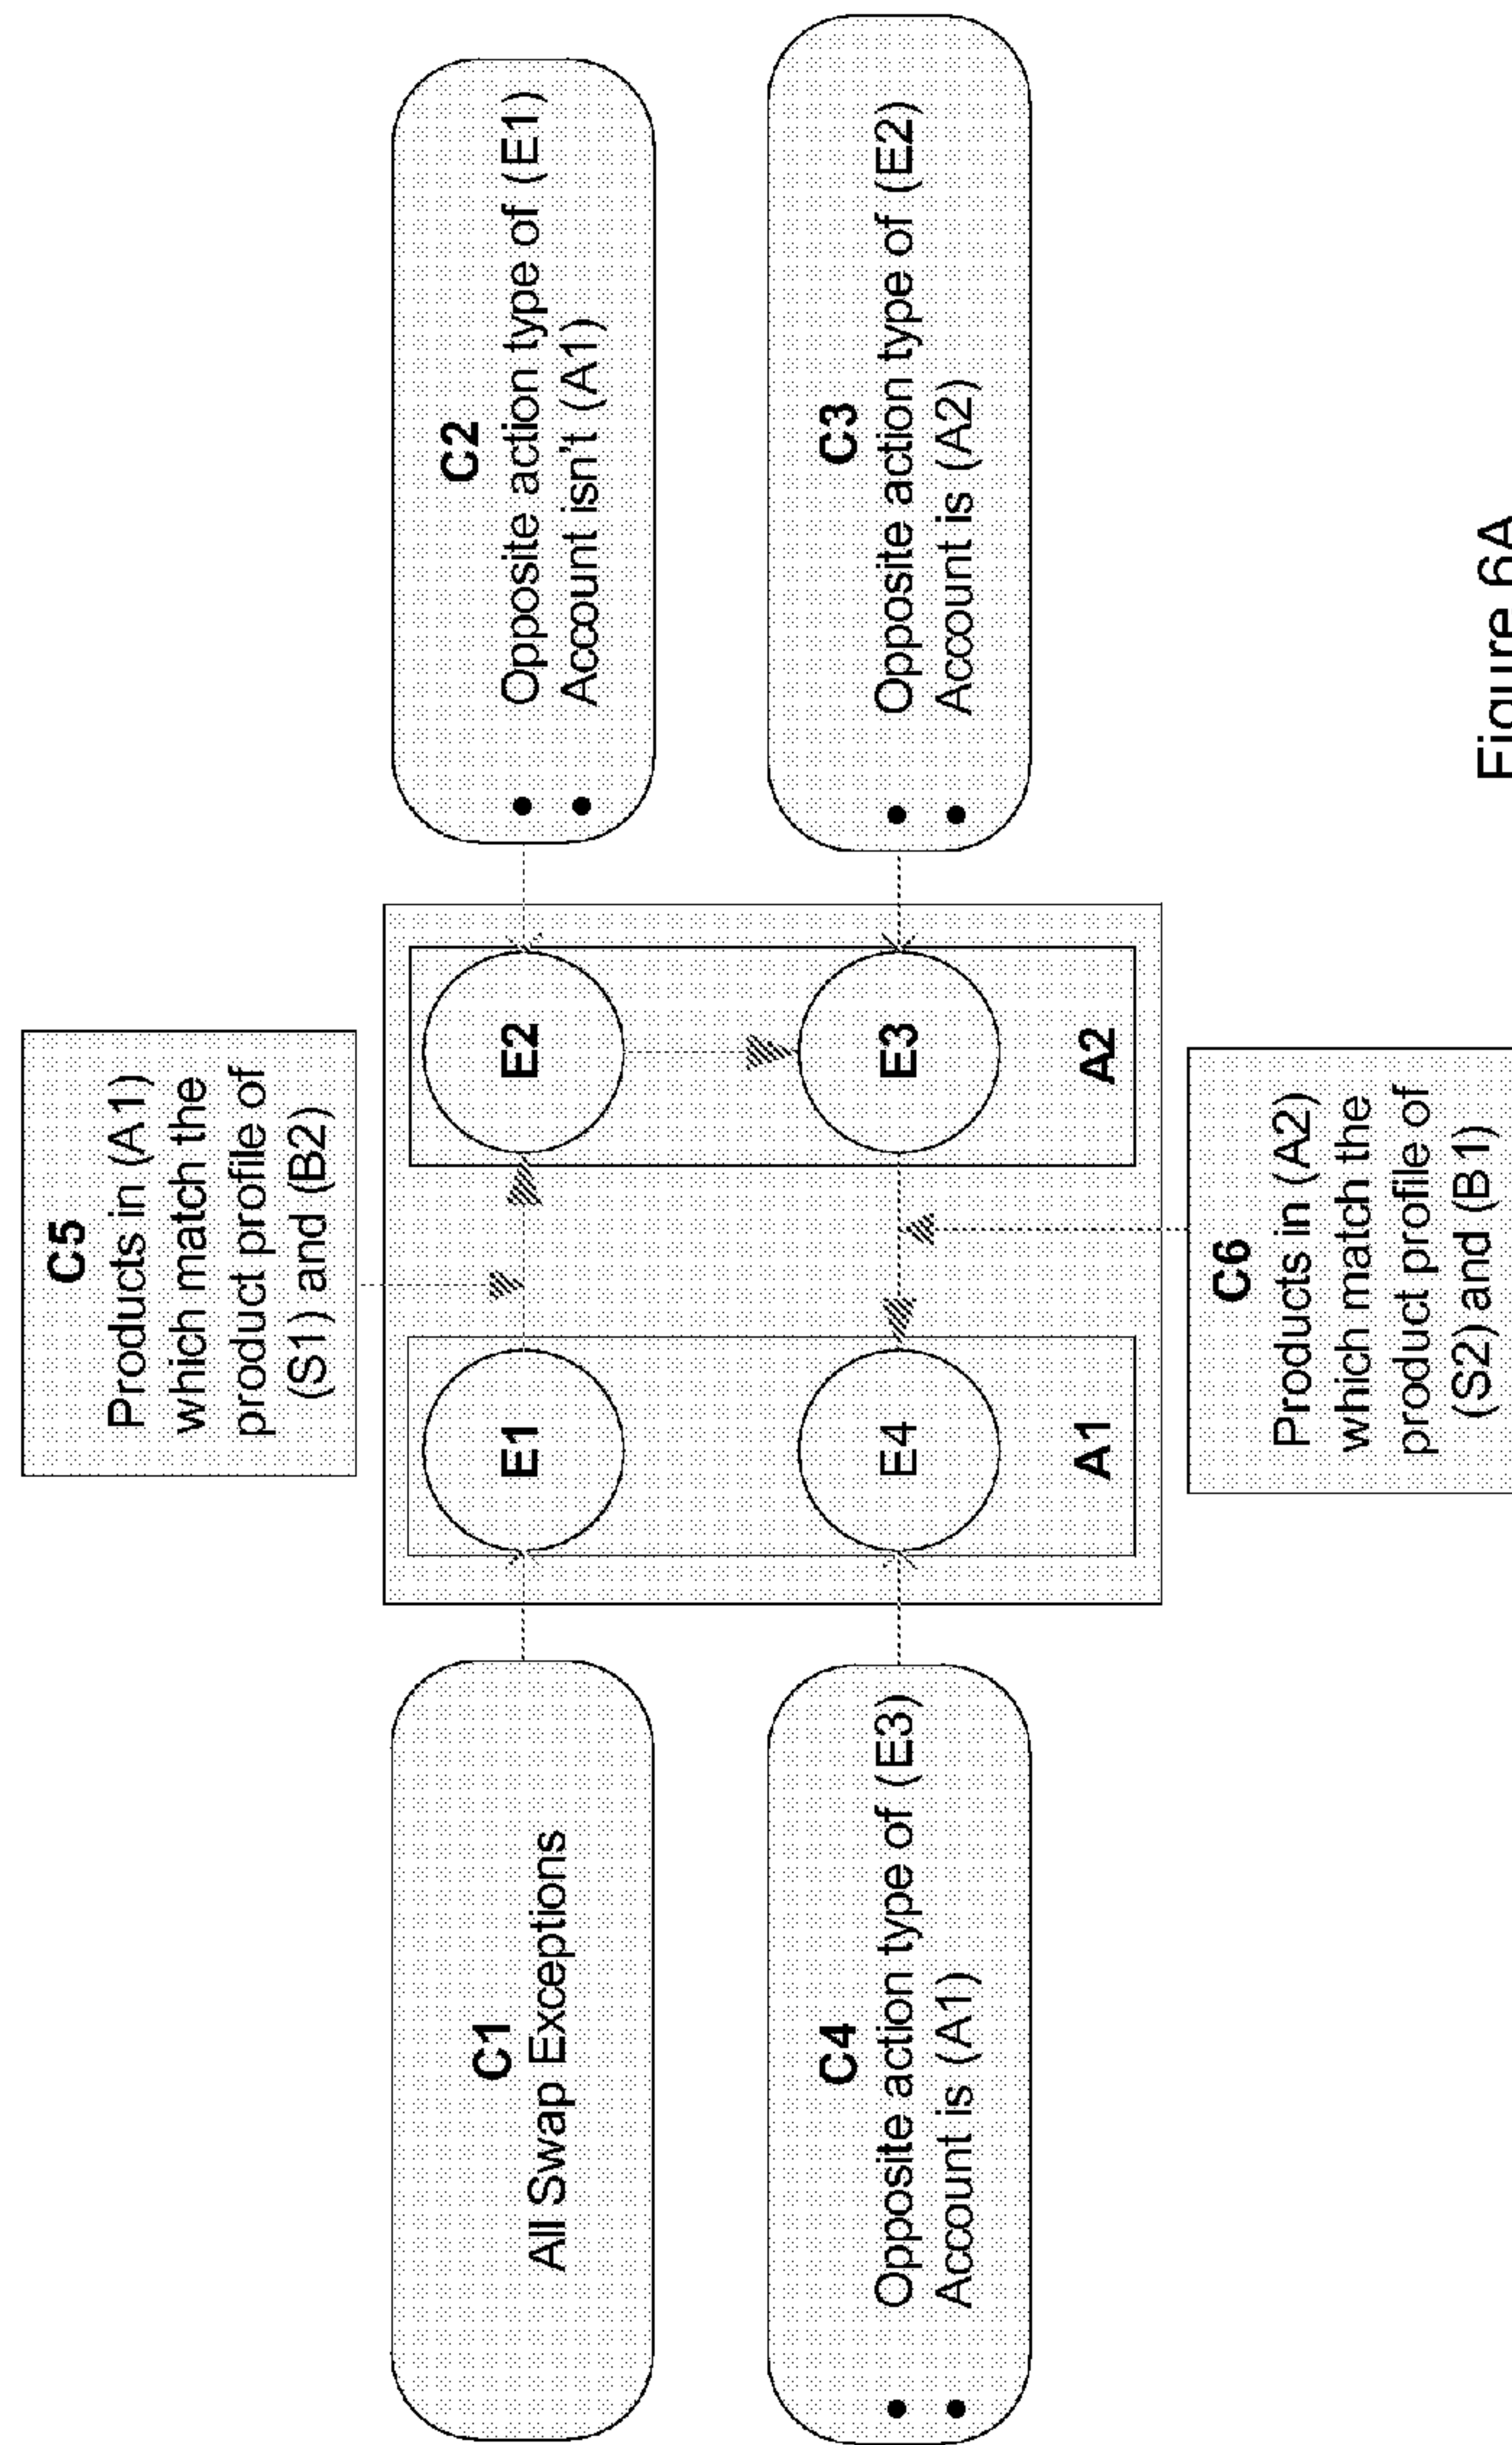 C5
Products in (A1)
which match the
product profile of
(S1) and (B2)
C1
All Swap Exceptions
E1
E2
C2
• Opposite action type of (E1)
• Account isn't (A1)
C4
• Opposite action type of (E3)
• Account is (A1)
E4
E3
C3
• Opposite action type of (E2)
• Account is (A2)
A1
A2
C6
Products in (A2)
which match the
product profile of
(S2) and (B1)
Figure 6A